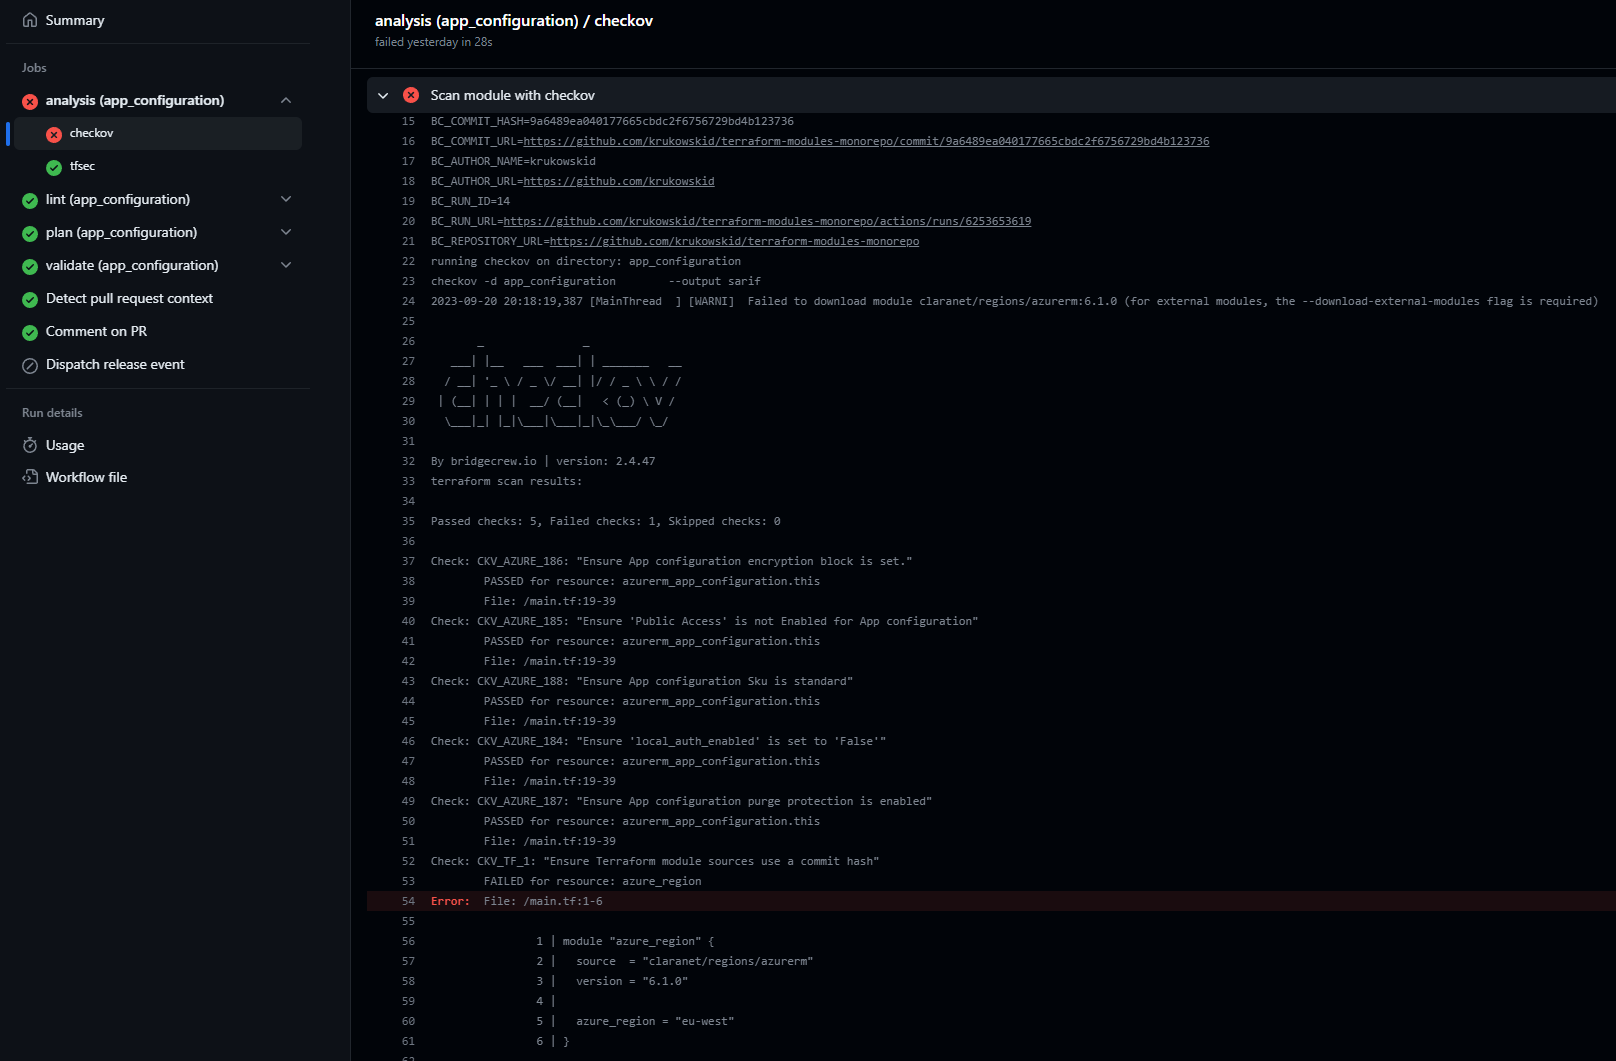 Summary
Jobs
analysis (app_configuration)
checkov
tfsec
lint (app_configuration)
plan (app_configuration)
validate (app_configuration)
Detect pull request context
Comment on PR
Dispatch release event
Run details
Usage
Workflow file
analysis (app_configuration) / checkov
failed yesterday in 28s
Scan module with checkov
15 BC_COMMIT_HASH=9a6489ea040177665cbdc2f6756729bd4b123736
16 BC_COMMIT_URL=https://github.com/krukowskid/terraform-modules-monorepo/commit/9a6489ea040177665cbdc2f6756729bd4b123736
17 BC_AUTHOR_NAME=krukowskid
18 BC_AUTHOR_URL=https://github.com/krukowskid
19 BC_RUN_ID=14
20 BC_RUN_URL=https://github.com/krukowskid/terraform-modules-monorepo/actions/runs/6253653619
21 BC_REPOSITORY_URL=https://github.com/krukowskid/terraform-modules-monorepo
22 running checkov on directory: app_configuration
23 checkov -d app_configuration      --output sarif
24 2023-09-20 20:18:19,387 [MainThread  ] [WARNI]  Failed to download module claranet/regions/azurerm:6.1.0 (for external modules, the --download-external-modules flag is required)
25
26        _               _
27    ___| |__   ___  ___| | _______   __
28   / __| '_ \ / _ \/ __| |/ / _ \ \ / /
29  | (__| | | |  __/ (__|   < (_) \ V /
30   \___|_| |_|\___|\___|_|\_\___/ \_/
31
32 By bridgecrew.io | version: 2.4.47
33 terraform scan results:
34
35 Passed checks: 5, Failed checks: 1, Skipped checks: 0
36
37 Check: CKV_AZURE_186: "Ensure App configuration encryption block is set."
38         PASSED for resource: azurerm_app_configuration.this
39         File: /main.tf:19-39
40 Check: CKV_AZURE_185: "Ensure 'Public Access' is not Enabled for App configuration"
41         PASSED for resource: azurerm_app_configuration.this
42         File: /main.tf:19-39
43 Check: CKV_AZURE_188: "Ensure App configuration Sku is standard"
44         PASSED for resource: azurerm_app_configuration.this
45         File: /main.tf:19-39
46 Check: CKV_AZURE_184: "Ensure 'local_auth_enabled' is set to 'False'"
47         PASSED for resource: azurerm_app_configuration.this
48         File: /main.tf:19-39
49 Check: CKV_AZURE_187: "Ensure App configuration purge protection is enabled"
50         PASSED for resource: azurerm_app_configuration.this
51         File: /main.tf:19-39
52 Check: CKV_TF_1: "Ensure Terraform module sources use a commit hash"
53         FAILED for resource: azure_region
54 Error:  File: /main.tf:1-6
55
56                 1 | module "azure_region" {
57                 2 |   source  = "claranet/regions/azurerm"
58                 3 |   version = "6.1.0"
59                 4 |
60                 5 |   azure_region = "eu-west"
61                 6 | }
62